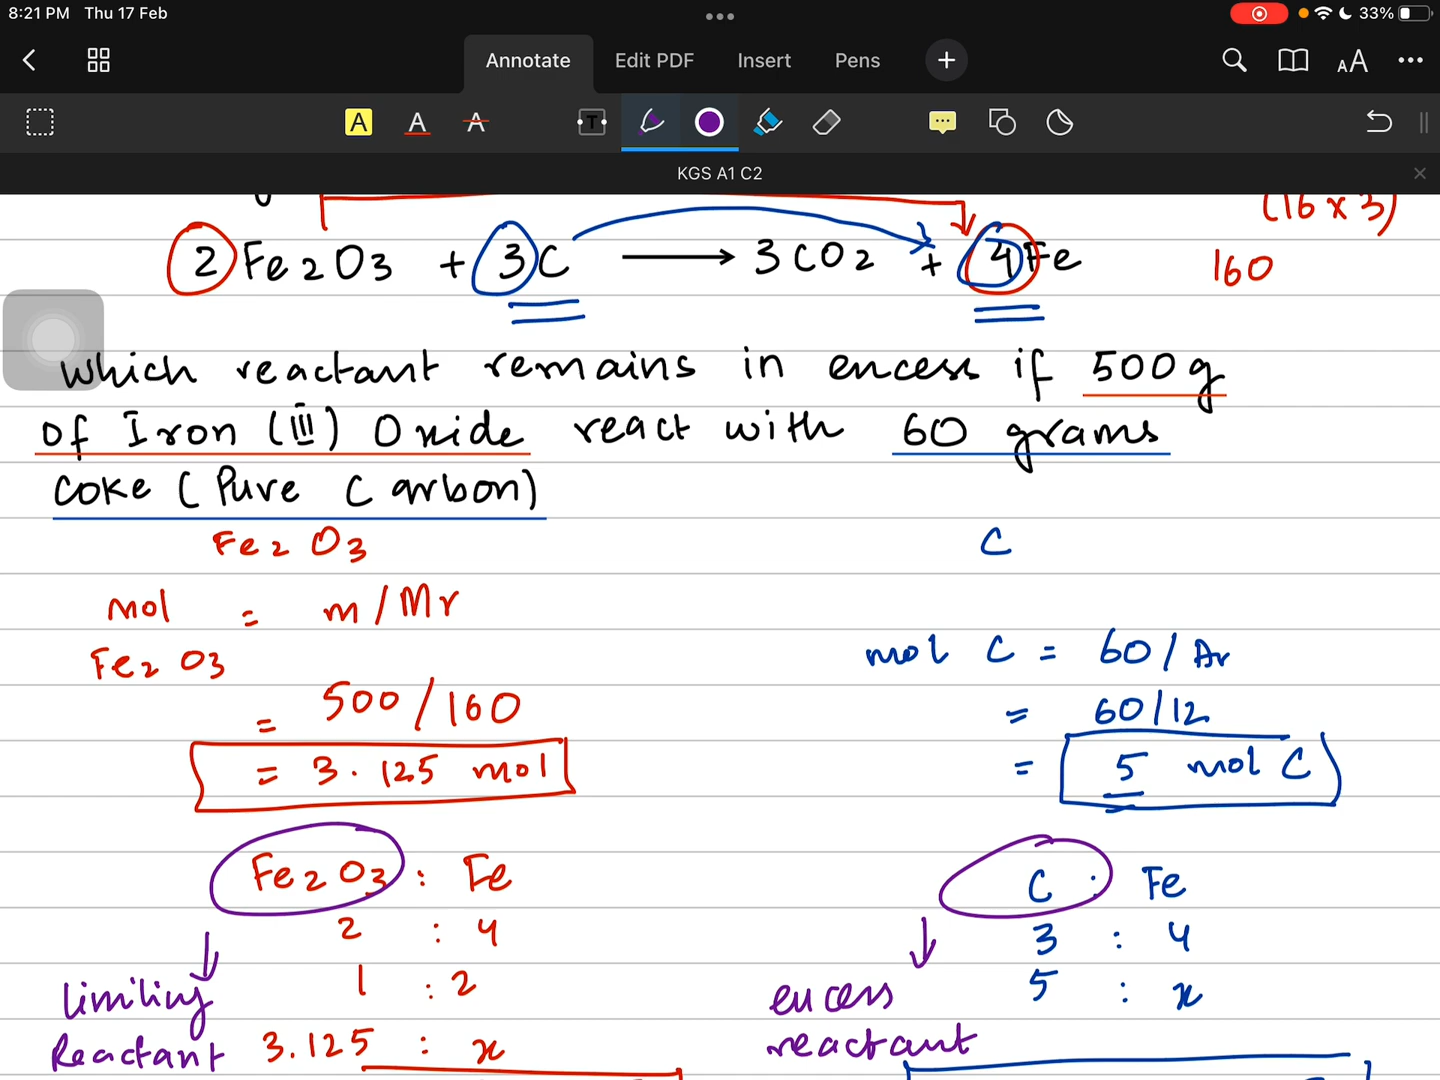 8:21 PM Thu 17 Feb
33%
Annotate Edit PDF Insert Pens
KGS A1 C2
(16 x 3)
2 Fe2O3 + 3C ⟶ 3CO2 + 4Fe
160
Which reactant remains in excess if 500g
of Iron (III) Oxide react with 60 grams
coke (Pure Carbon)
Fe2O3 C
mol Fe2O3 = m/Mr
= 500/160
= 3.125 mol
mol C = 60/Ar
= 60/12
= 5 mol C
Fe2O3 : Fe
2 : 4
1 : 2
3.125 : x
limiting
Reactant
C : Fe
3 : 4
5 : x
excess
reactant